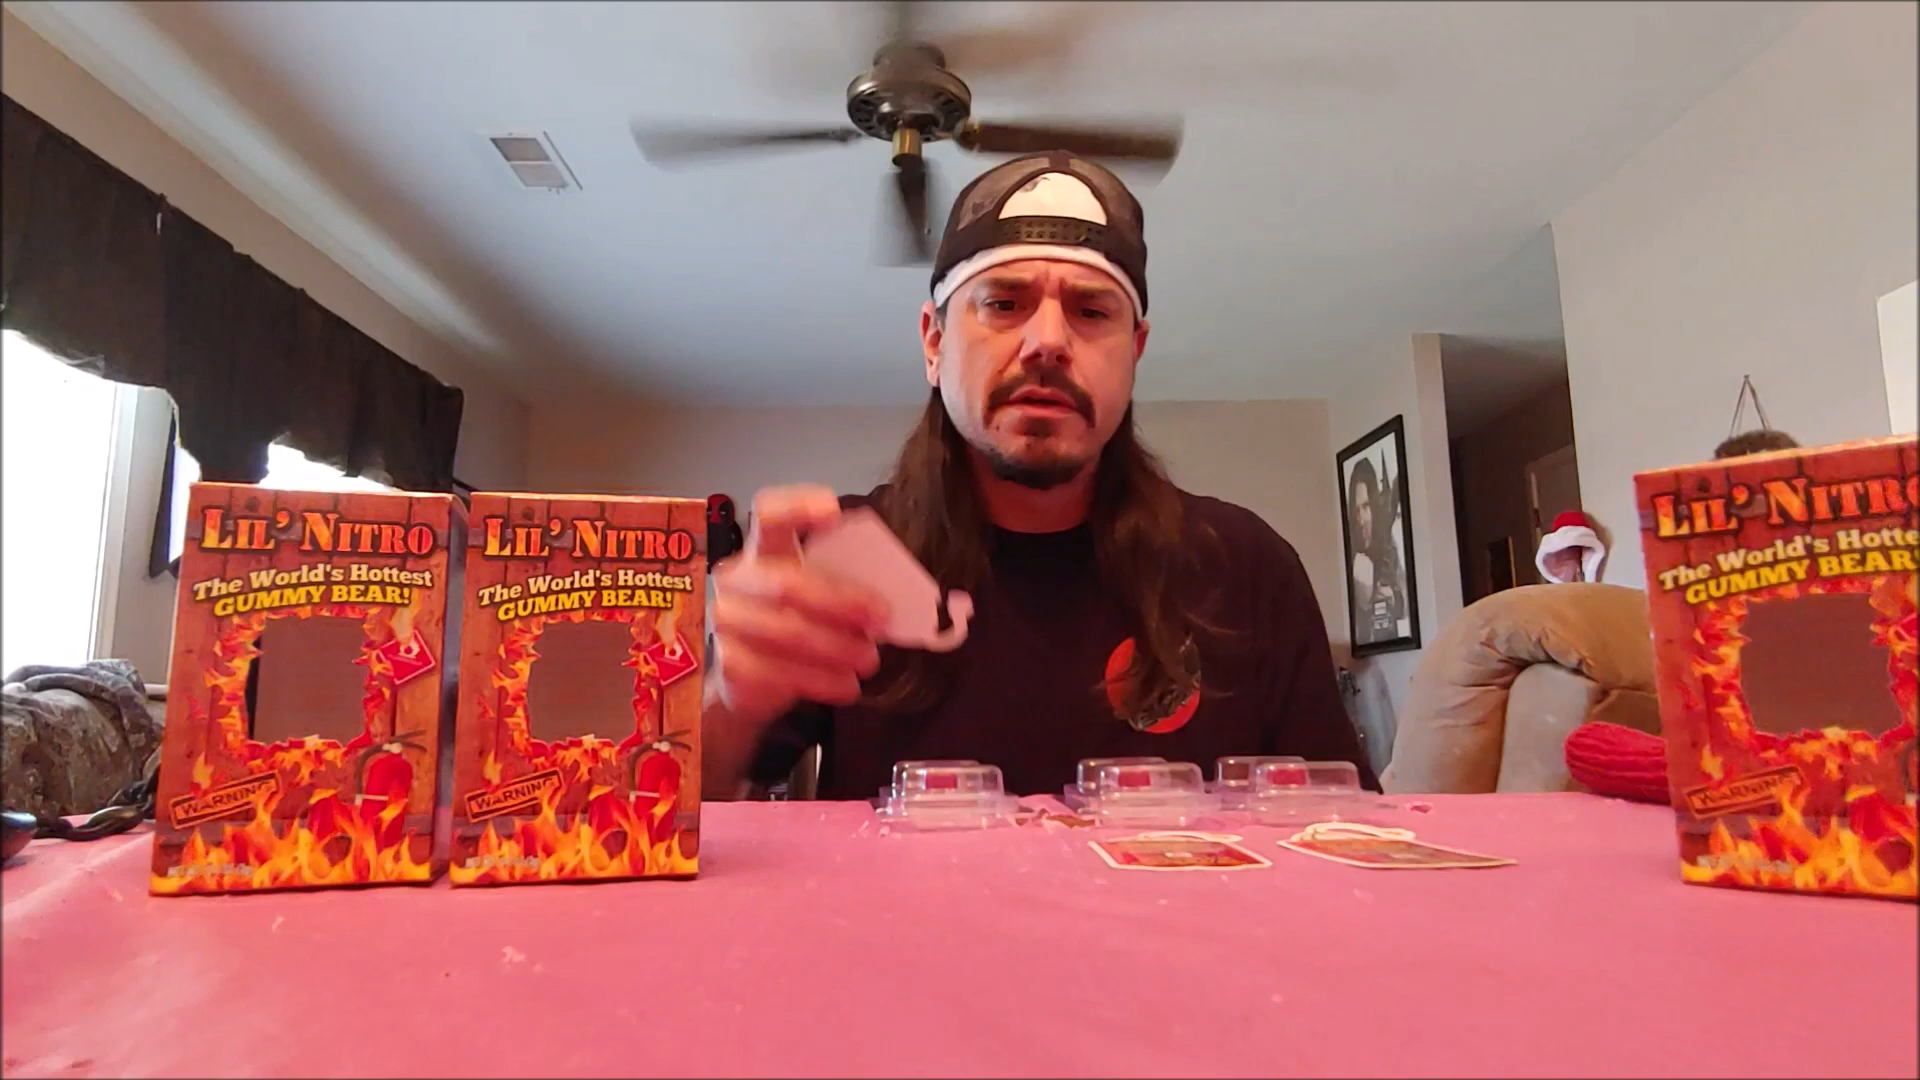 LIL' NITRO
The World's Hottest
GUMMY BEAR!
WARNING
LIL' NITRO
The World's Hottest
GUMMY BEAR!
WARNING
LIL' NITRO
The World's Hotte
GUMMY BEAR!
WARNING